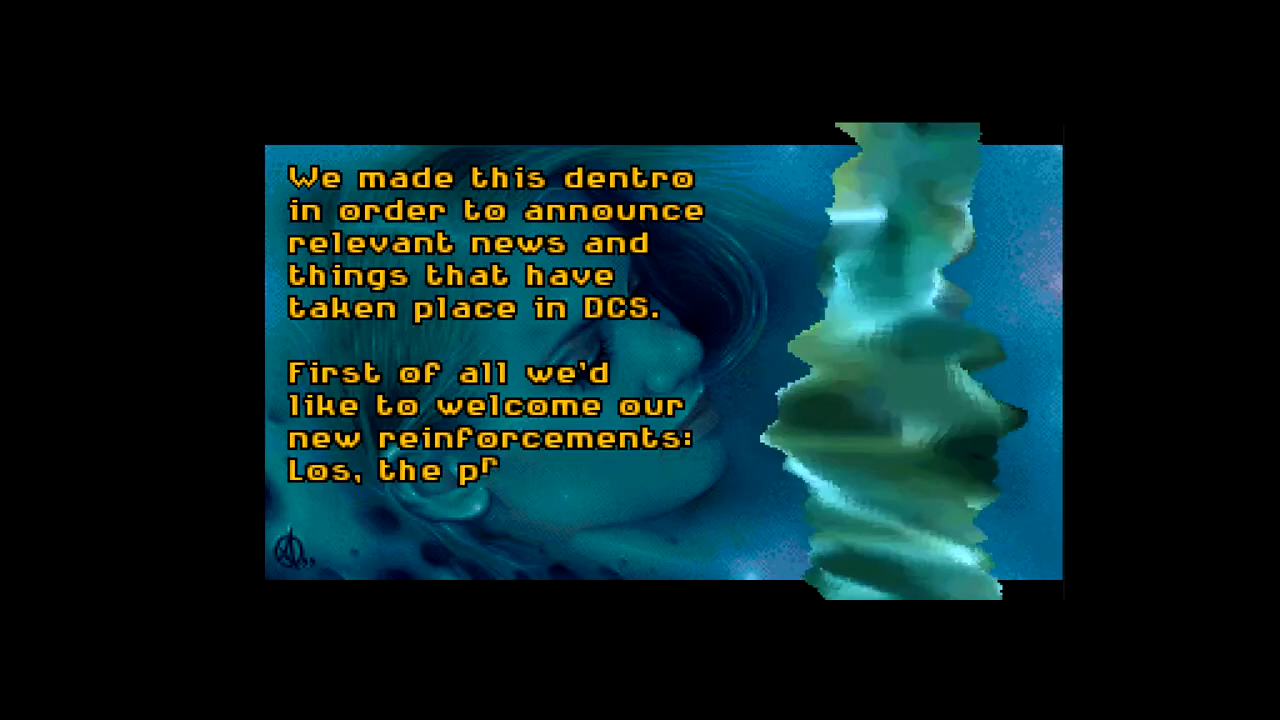 We made this dentro
in order to announce
relevant news and
things that have
taken place in DCS.
First of all we'd
like to welcome our
new reinforcements:
Los, the pr